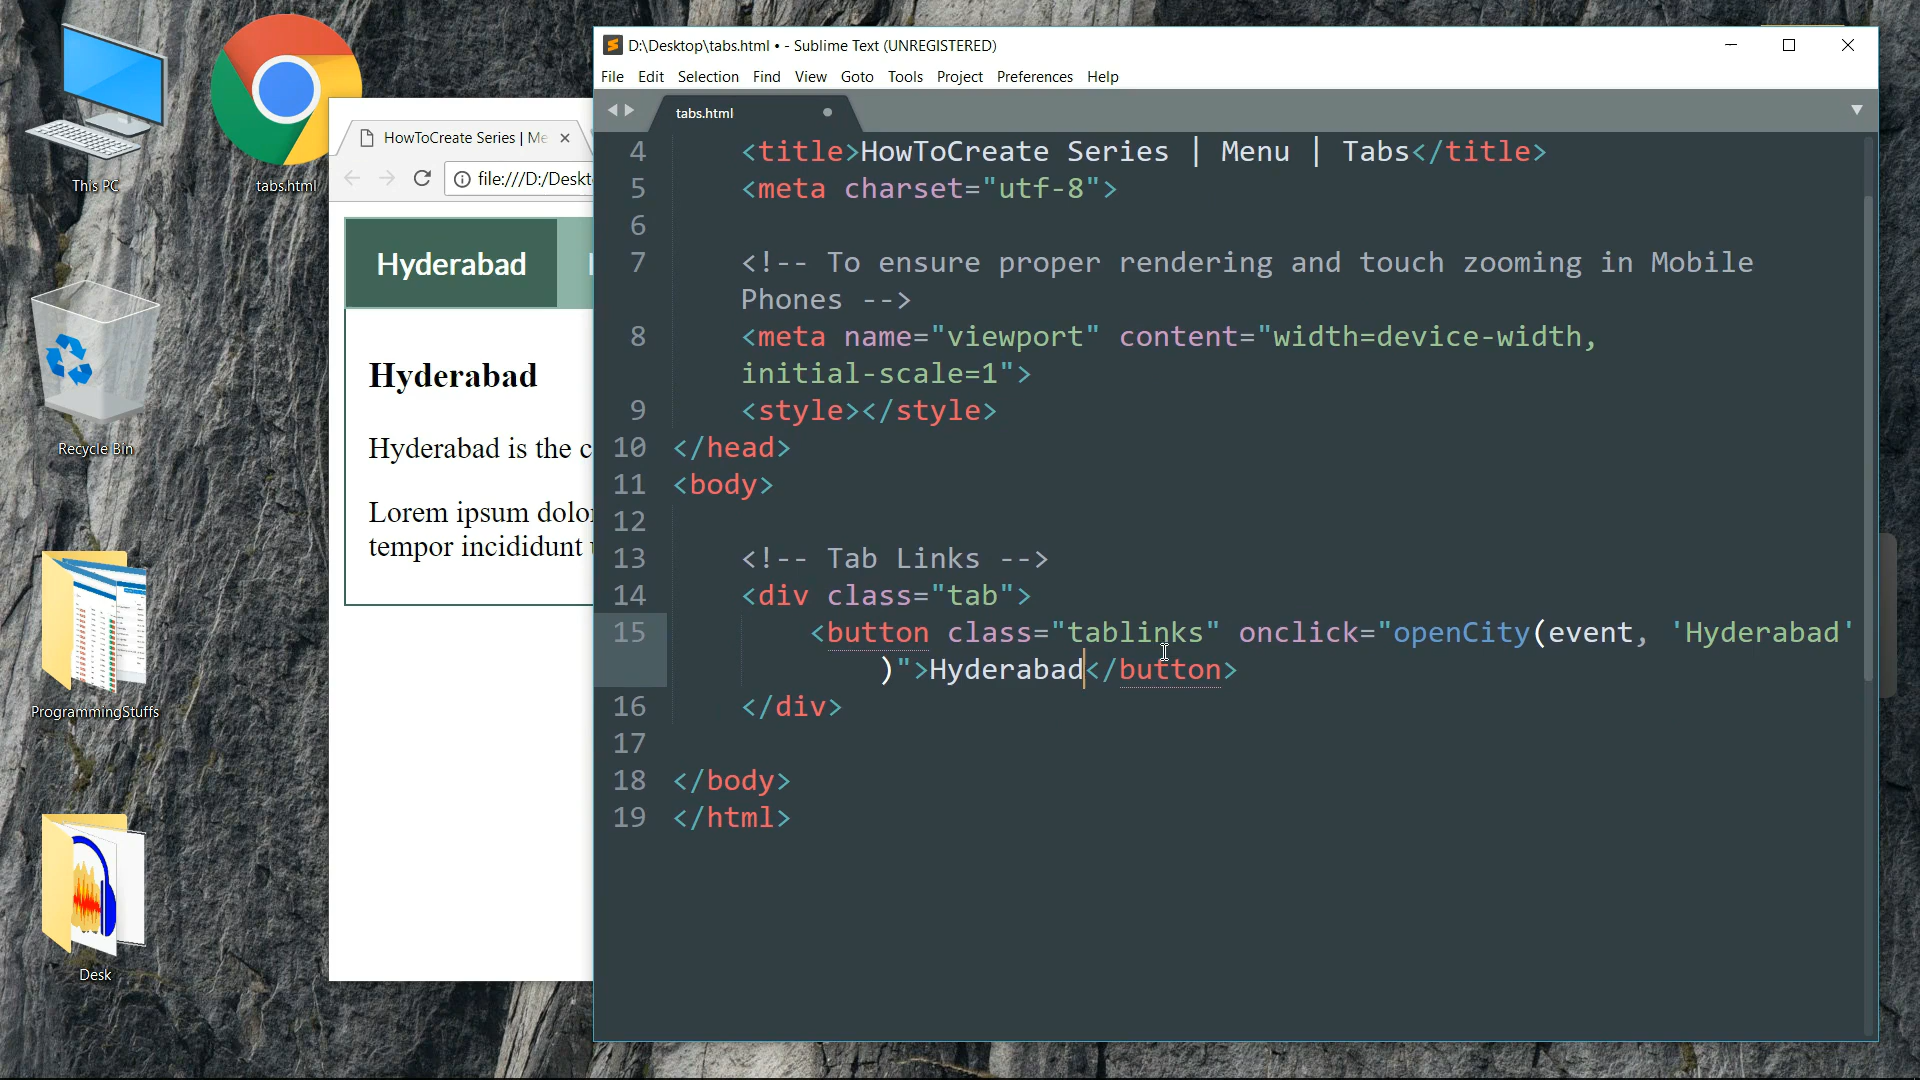 This PC
tabs.html
Recycle Bin
ProgrammingStuffs
Desk
HowToCreate Series | Me
file:///D:/Deskt
Hyderabad
Hyderabad
Hyderabad is the c
Lorem ipsum dolo
tempor incididunt
D:\Desktop\tabs.html • - Sublime Text (UNREGISTERED)
File Edit Selection Find View Goto Tools Project Preferences Help
tabs.html
4 <title>HowToCreate Series | Menu | Tabs</title>
5 <meta charset="utf-8">
6
7 <!-- To ensure proper rendering and touch zooming in Mobile
Phones -->
8 <meta name="viewport" content="width=device-width,
initial-scale=1">
9 <style></style>
10 </head>
11 <body>
12
13 <!-- Tab Links -->
14 <div class="tab">
15 <button class="tablinks" onclick="openCity(event, 'Hyderabad'
)">Hyderabad</button>
16 </div>
17
18 </body>
19 </html>